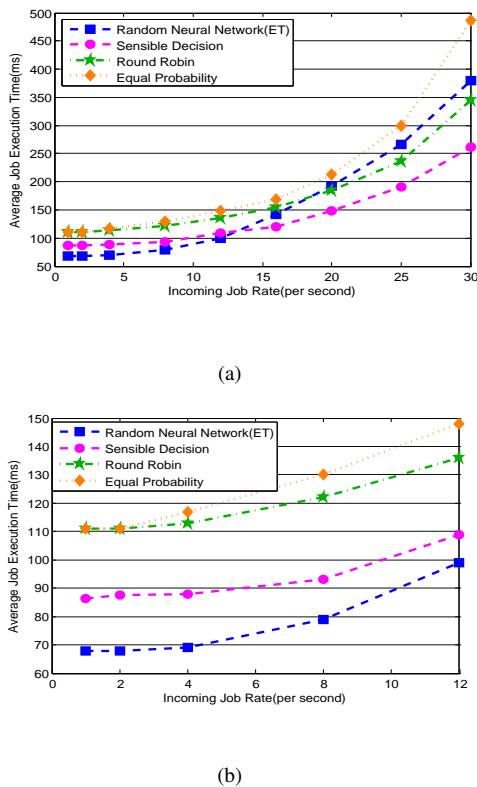 500
450
400
350
300
250
200
150
100
50
Average Job Execution Time(ms)
Random Neural Network(ET)
Sensible Decision
Round Robin
Equal Probability
0 5 10 15 20 25 30
Incoming Job Rate(per second)
(a)
150
140
130
120
110
100
90
80
70
60
Average Job Execution Time(ms)
Random Neural Network(ET)
Sensible Decision
Round Robin
Equal Probability
0 2 4 6 8 10 12
Incoming Job Rate(per second)
(b)